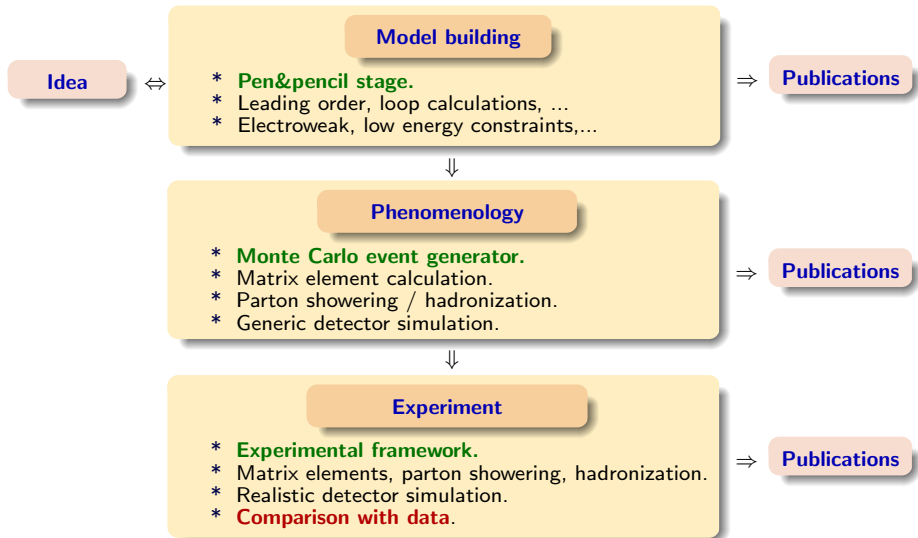 Model building
Idea ⇔
* Pen&pencil stage.
* Leading order, loop calculations, ...
* Electroweak, low energy constraints,...
⇒ Publications
⇓
Phenomenology
* Monte Carlo event generator.
* Matrix element calculation.
* Parton showering / hadronization.
* Generic detector simulation.
⇒ Publications
⇓
Experiment
* Experimental framework.
* Matrix elements, parton showering, hadronization.
* Realistic detector simulation.
* Comparison with data.
⇒ Publications